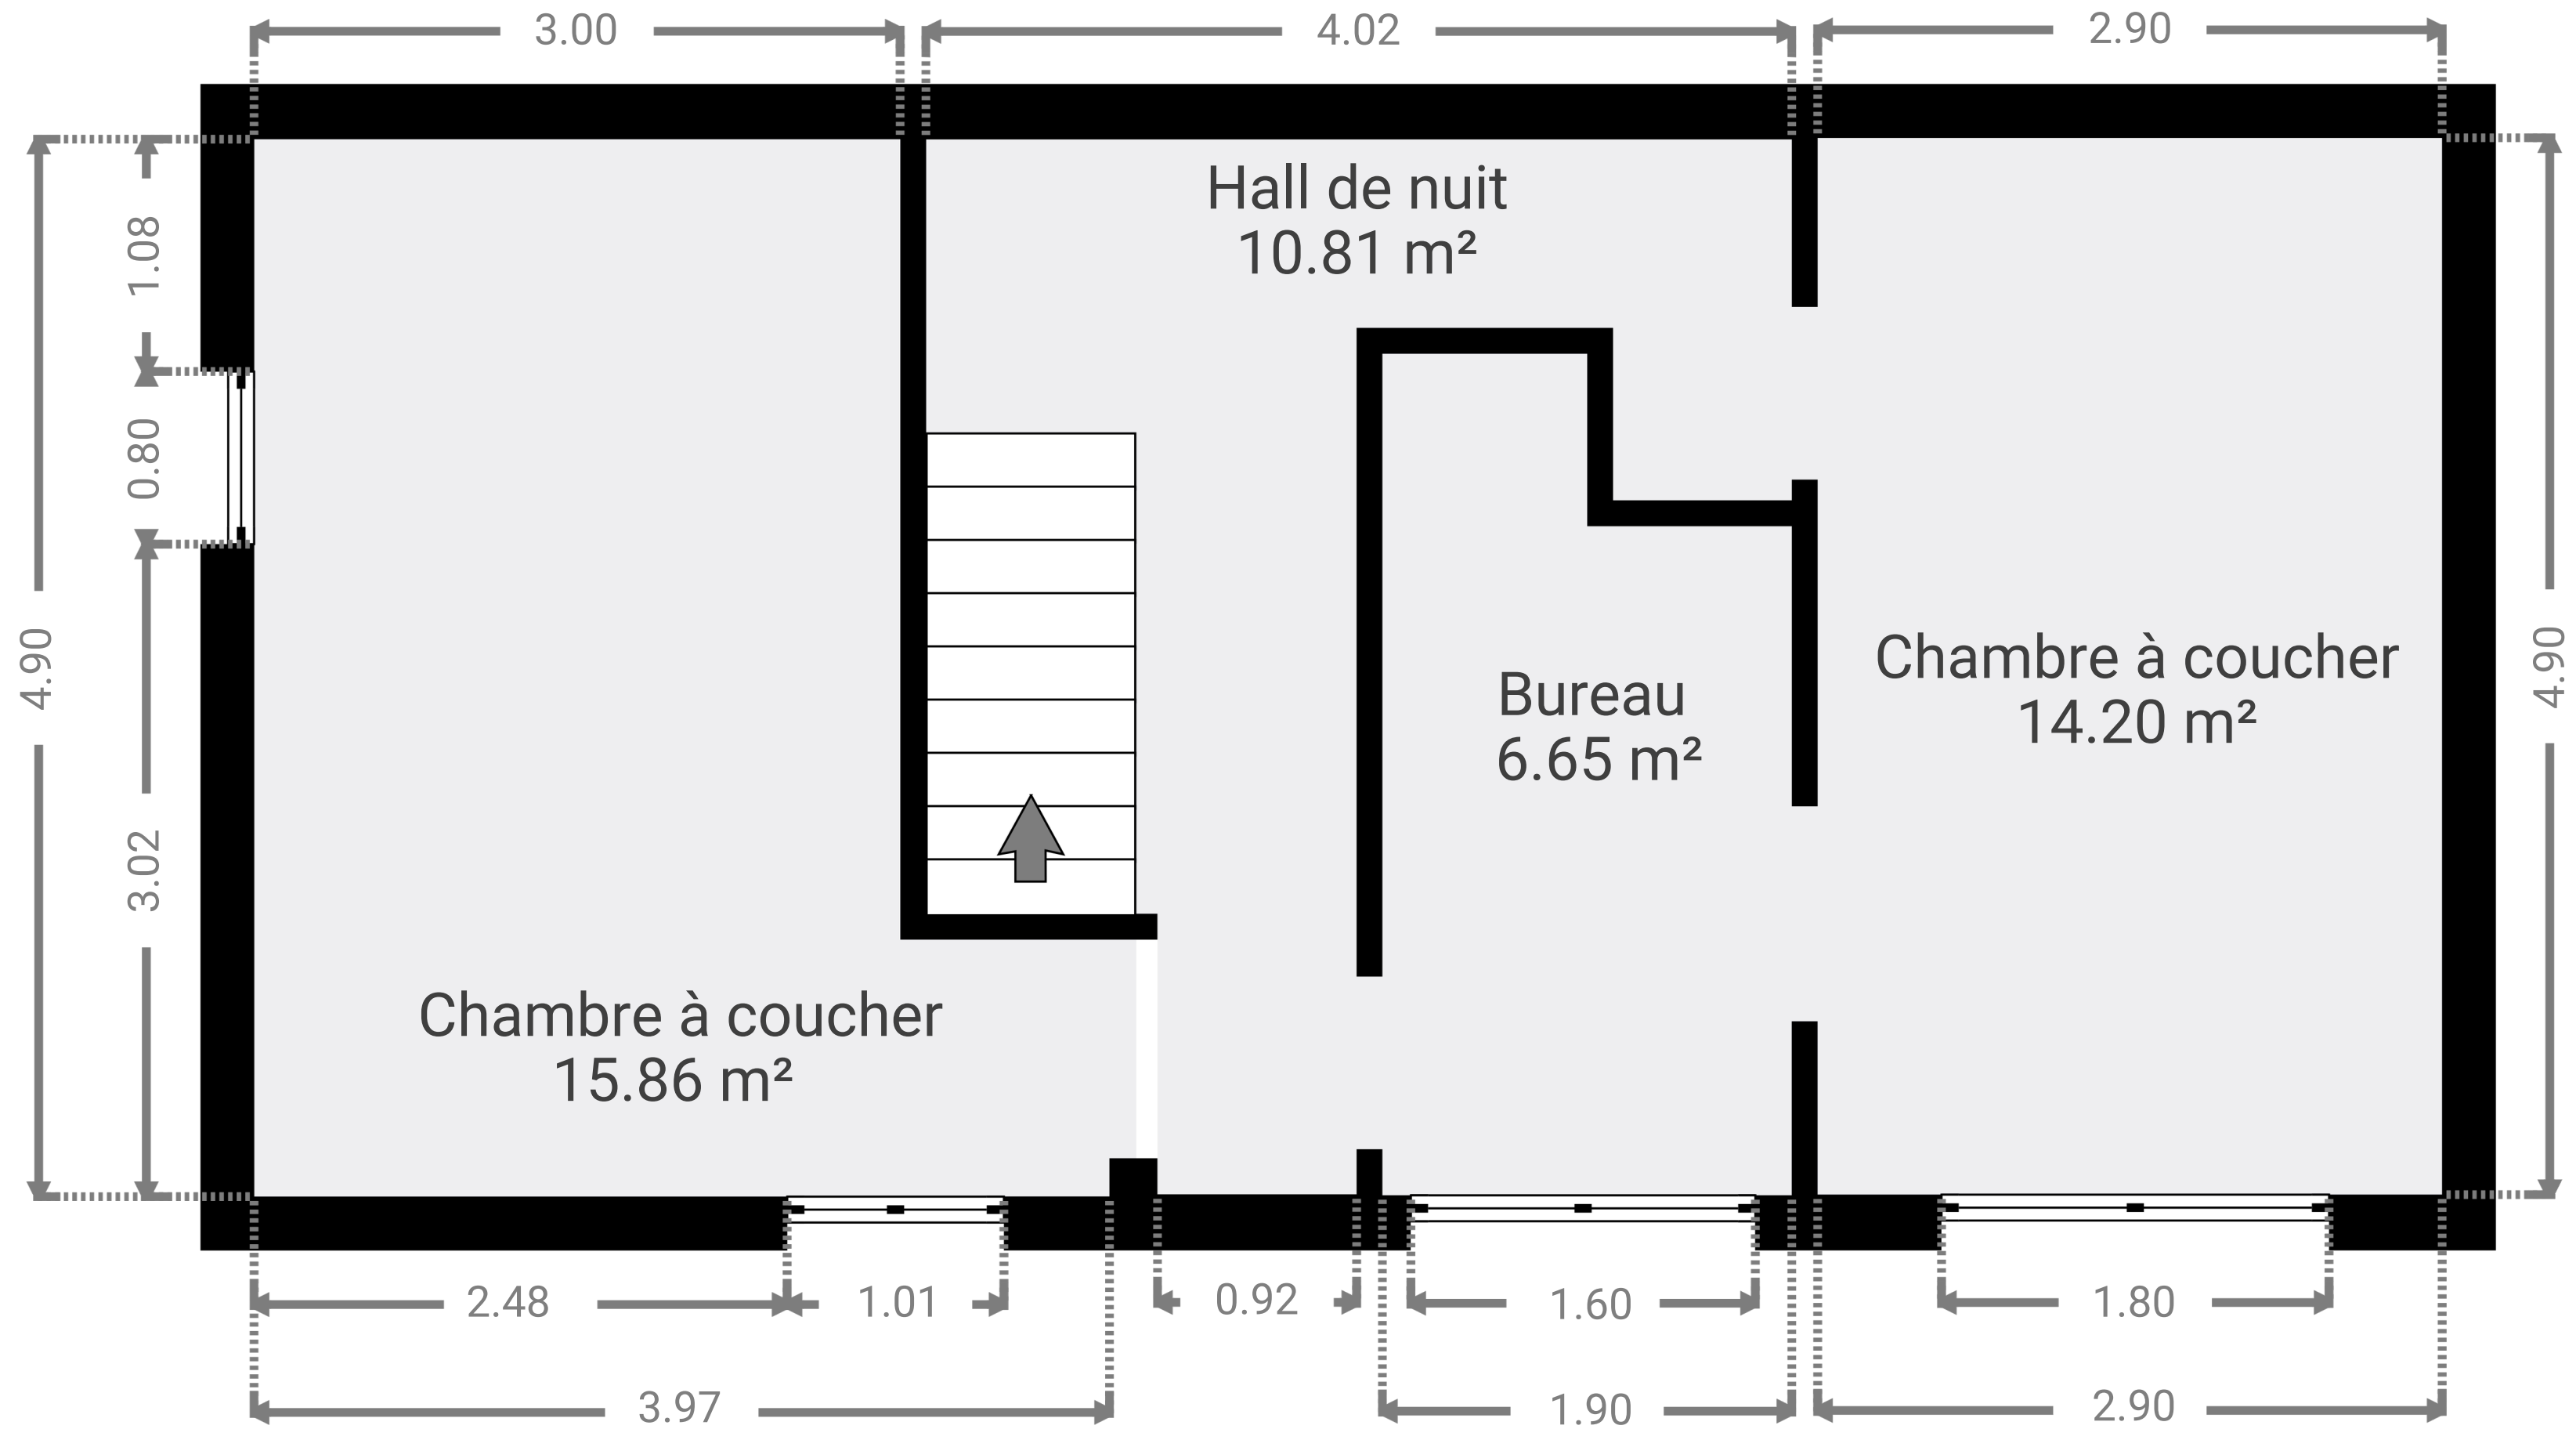 3.00
4.02
2.90
Hall de nuit
10.81 m²
1.08
0.80
3.02
4.90
4.90
Bureau
6.65 m²
Chambre à coucher
14.20 m²
Chambre à coucher
15.86 m²
2.48
1.01
0.92
1.60
1.80
3.97
1.90
2.90